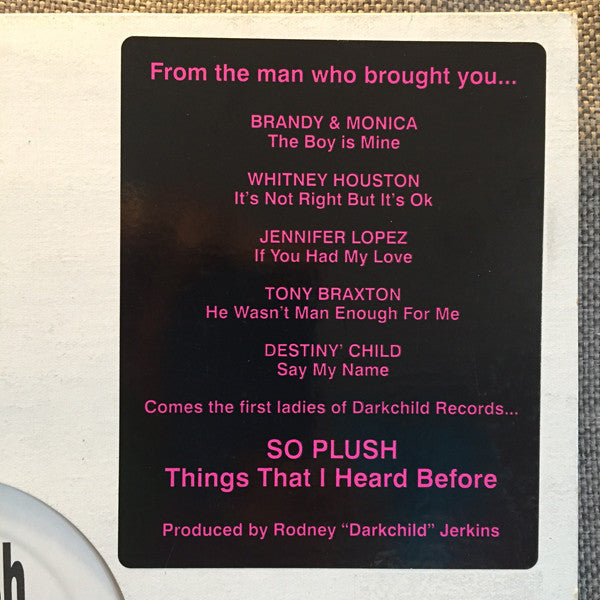 From the man who brought you...
BRANDY & MONICA
The Boy is Mine
WHITNEY HOUSTON
It's Not Right But It's Ok
JENNIFER LOPEZ
If You Had My Love
TONY BRAXTON
He Wasn't Man Enough For Me
DESTINY' CHILD
Say My Name
Comes the first ladies of Darkchild Records...
SO PLUSH
Things That I Heard Before
Produced by Rodney “Darkchild” Jerkins